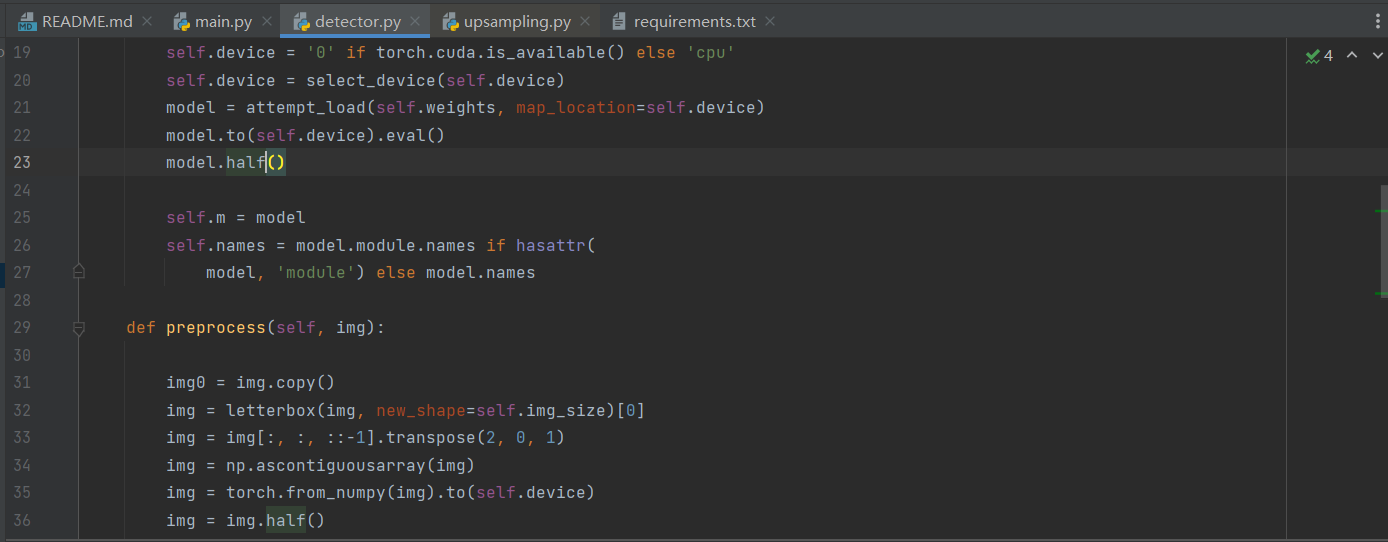 README.md main.py detector.py upsampling.py requirements.txt
19 self.device = '0' if torch.cuda.is_available() else 'cpu' 4
20 self.device = select_device(self.device)
21 model = attempt_load(self.weights, map_location=self.device)
22 model.to(self.device).eval()
23 model.half()
24
25 self.m = model
26 self.names = model.module.names if hasattr(
27 model, 'module') else model.names
28
29 def preprocess(self, img):
30
31 img0 = img.copy()
32 img = letterbox(img, new_shape=self.img_size)[0]
33 img = img[:, :, ::-1].transpose(2, 0, 1)
34 img = np.ascontiguousarray(img)
35 img = torch.from_numpy(img).to(self.device)
36 img = img.half()